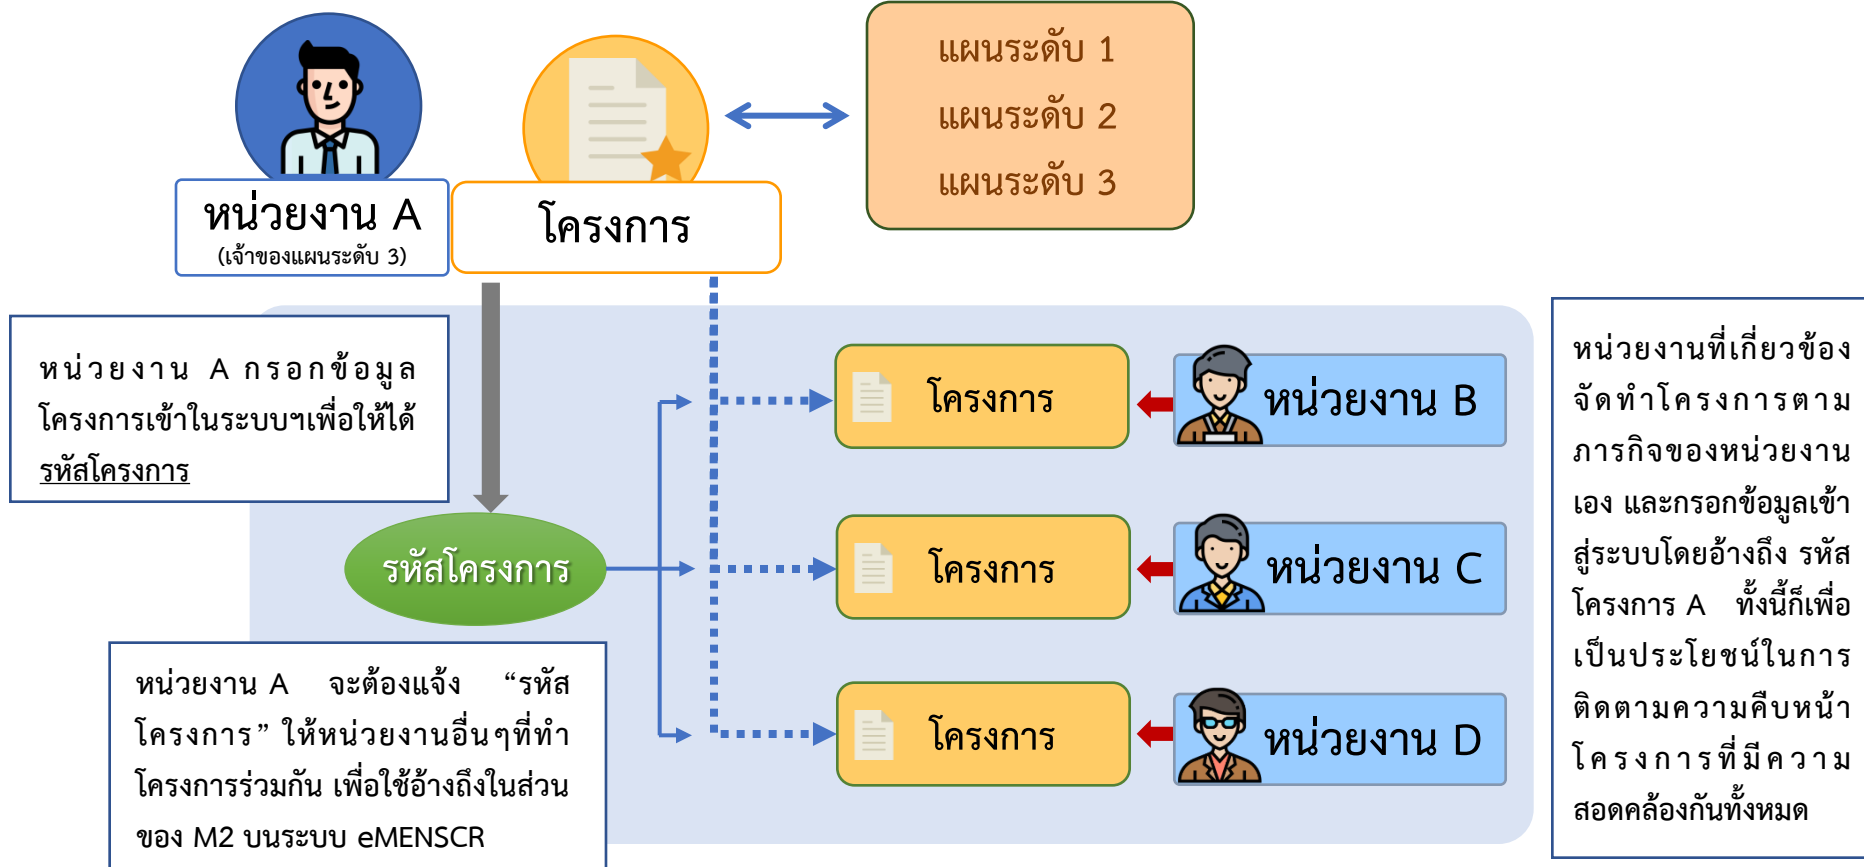 แผนระดับ 1
แผนระดับ 2
แผนระดับ 3
หน่วยงาน A
(เจ้าของแผนระดับ 3)
โครงการ
หน่วยงาน A กรอกข้อมูล
โครงการเข้าในระบบฯเพื่อให้ได้
รหัสโครงการ
รหัสโครงการ
หน่วยงาน A จะต้องแจ้ง “รหัส
โครงการ” ให้หน่วยงานอื่นๆที่ทำ
โครงการร่วมกัน เพื่อใช้อ้างถึงในส่วน
ของ M2 บนระบบ eMENSCR
โครงการ
หน่วยงาน B
โครงการ
หน่วยงาน C
โครงการ
หน่วยงาน D
หน่วยงานที่เกี่ยวข้อง
จัดทำโครงการตาม
ภารกิจของหน่วยงาน
เอง และกรอกข้อมูลเข้า
สู่ระบบโดยอ้างถึง รหัส
โครงการ A ทั้งนี้ก็เพื่อ
เป็นประโยชน์ในการ
ติดตามความคืบหน้า
โครงการที่มีความ
สอดคล้องกันทั้งหมด